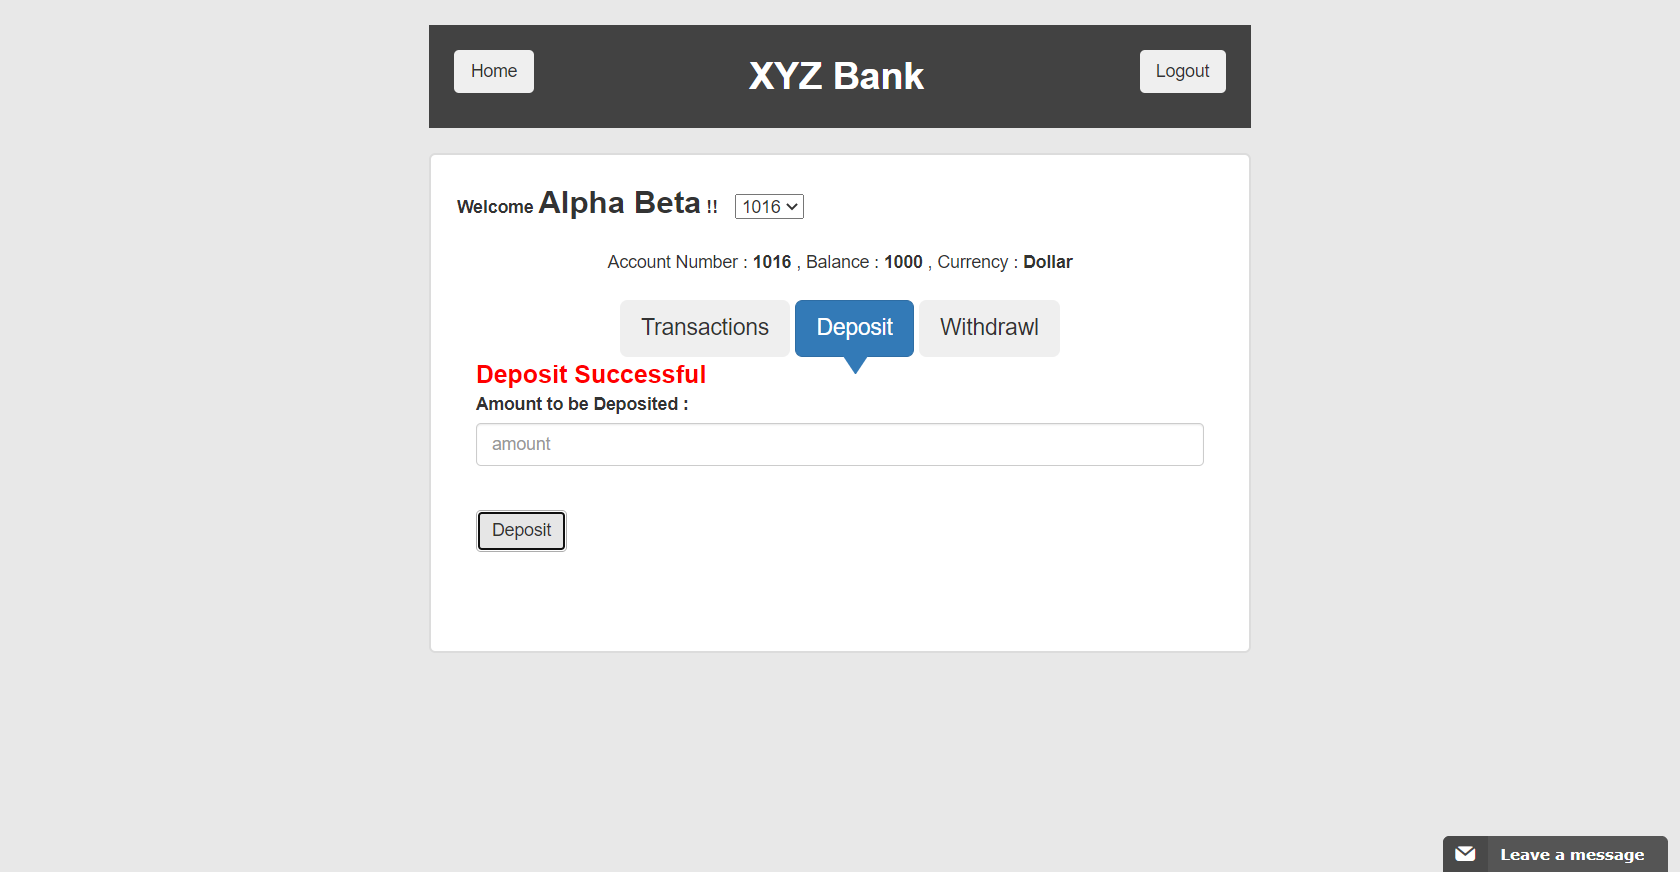 Home
XYZ Bank
Logout
Welcome Alpha Beta !! 1016
Account Number : 1016 , Balance : 1000 , Currency : Dollar
Transactions
Deposit
Withdrawl
Deposit Successful
Amount to be Deposited :
amount
Deposit
Leave a message